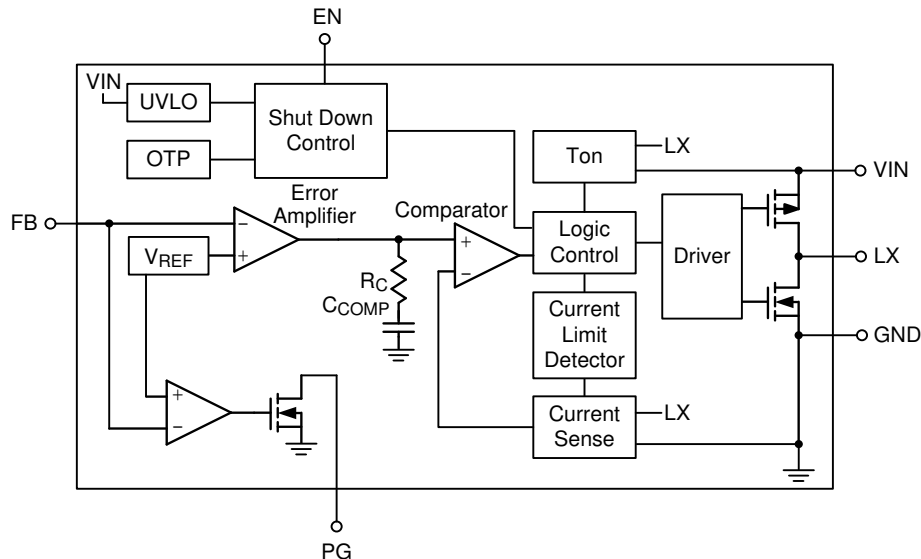 EN
VIN
UVLO
OTP
Shut Down
Control
Ton
LX
VIN
FB
Error
Amplifier
Comparator
−
+
VREF
+
−
Logic
Control
Driver
LX
RC
CCOMP
Current
Limit
Detector
GND
+
−
Current
Sense
LX
PG